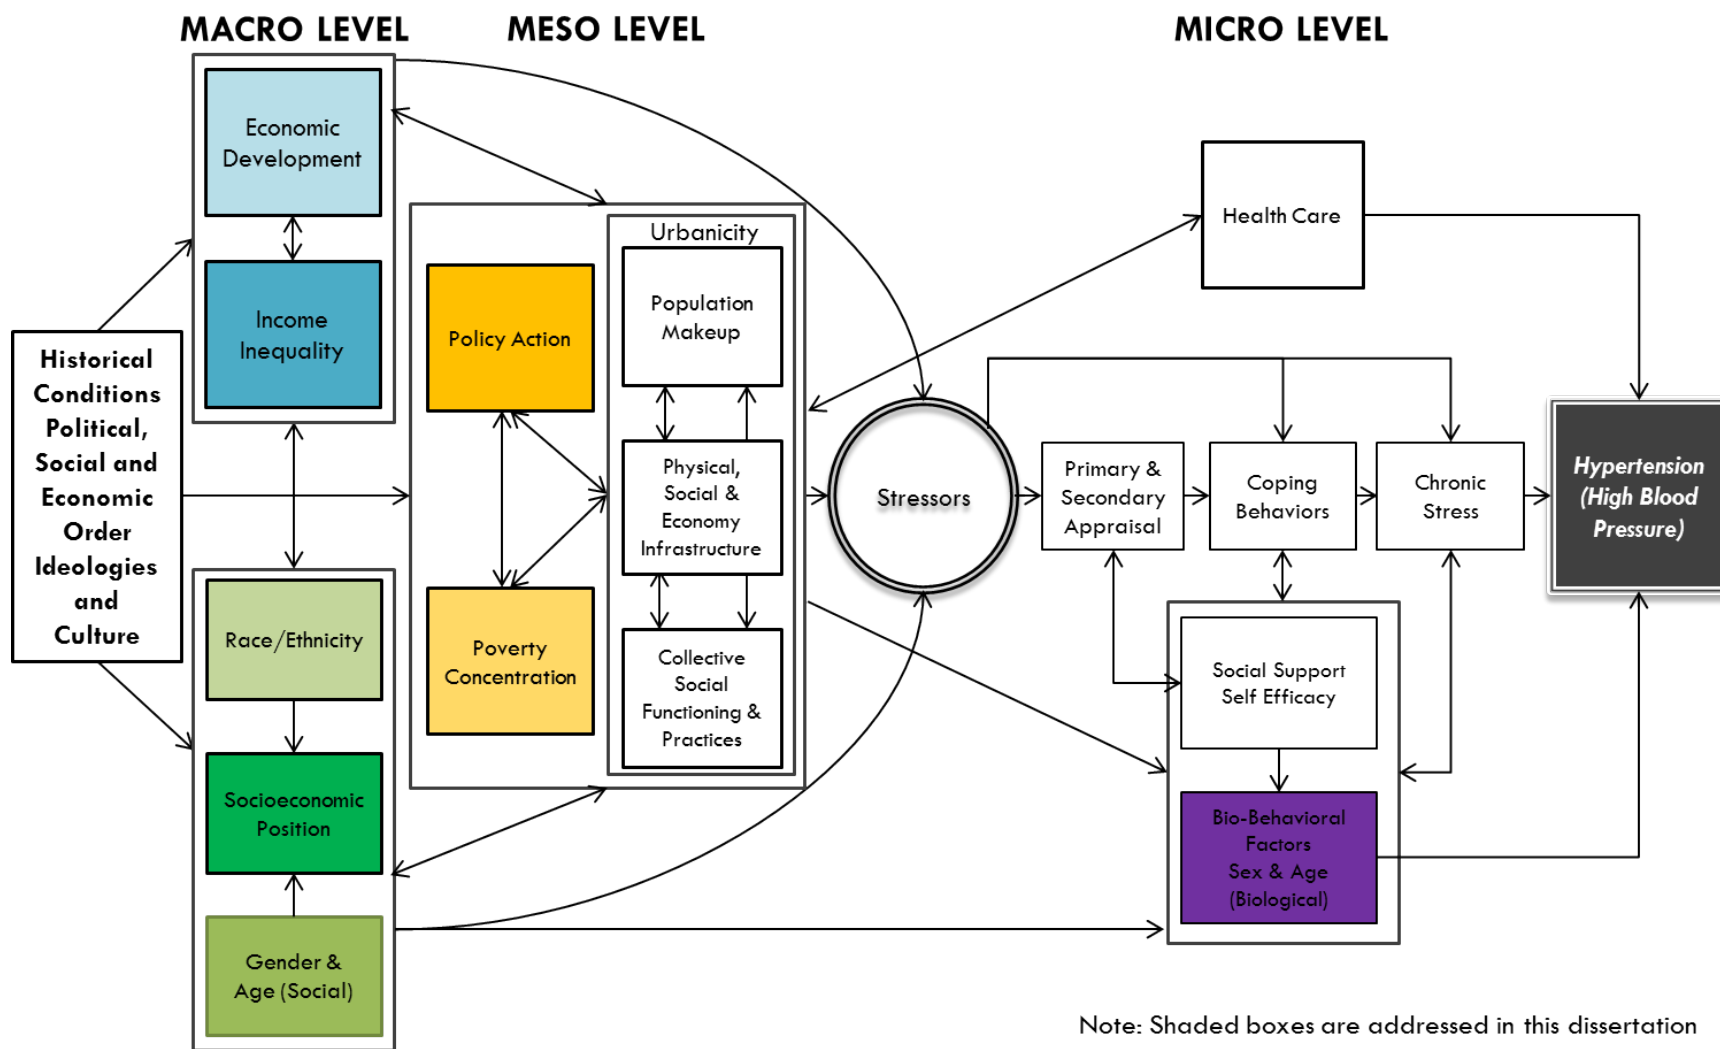 MACRO LEVEL
MESO LEVEL
MICRO LEVEL
Economic
Development
Income
Inequality
Historical
Conditions
Political,
Social and
Economic
Order
Ideologies
and
Culture
Race/Ethnicity
Socioeconomic
Position
Gender &
Age (Social)
Policy Action
Poverty
Concentration
Urbanicity
Population
Makeup
Physical,
Social &
Economy
Infrastructure
Collective
Social
Functioning &
Practices
Stressors
Health Care
Primary &
Secondary
Appraisal
Coping
Behaviors
Chronic
Stress
Hypertension
(High Blood
Pressure)
Social Support
Self Efficacy
Bio-Behavioral
Factors
Sex & Age
(Biological)
Note: Shaded boxes are addressed in this dissertation